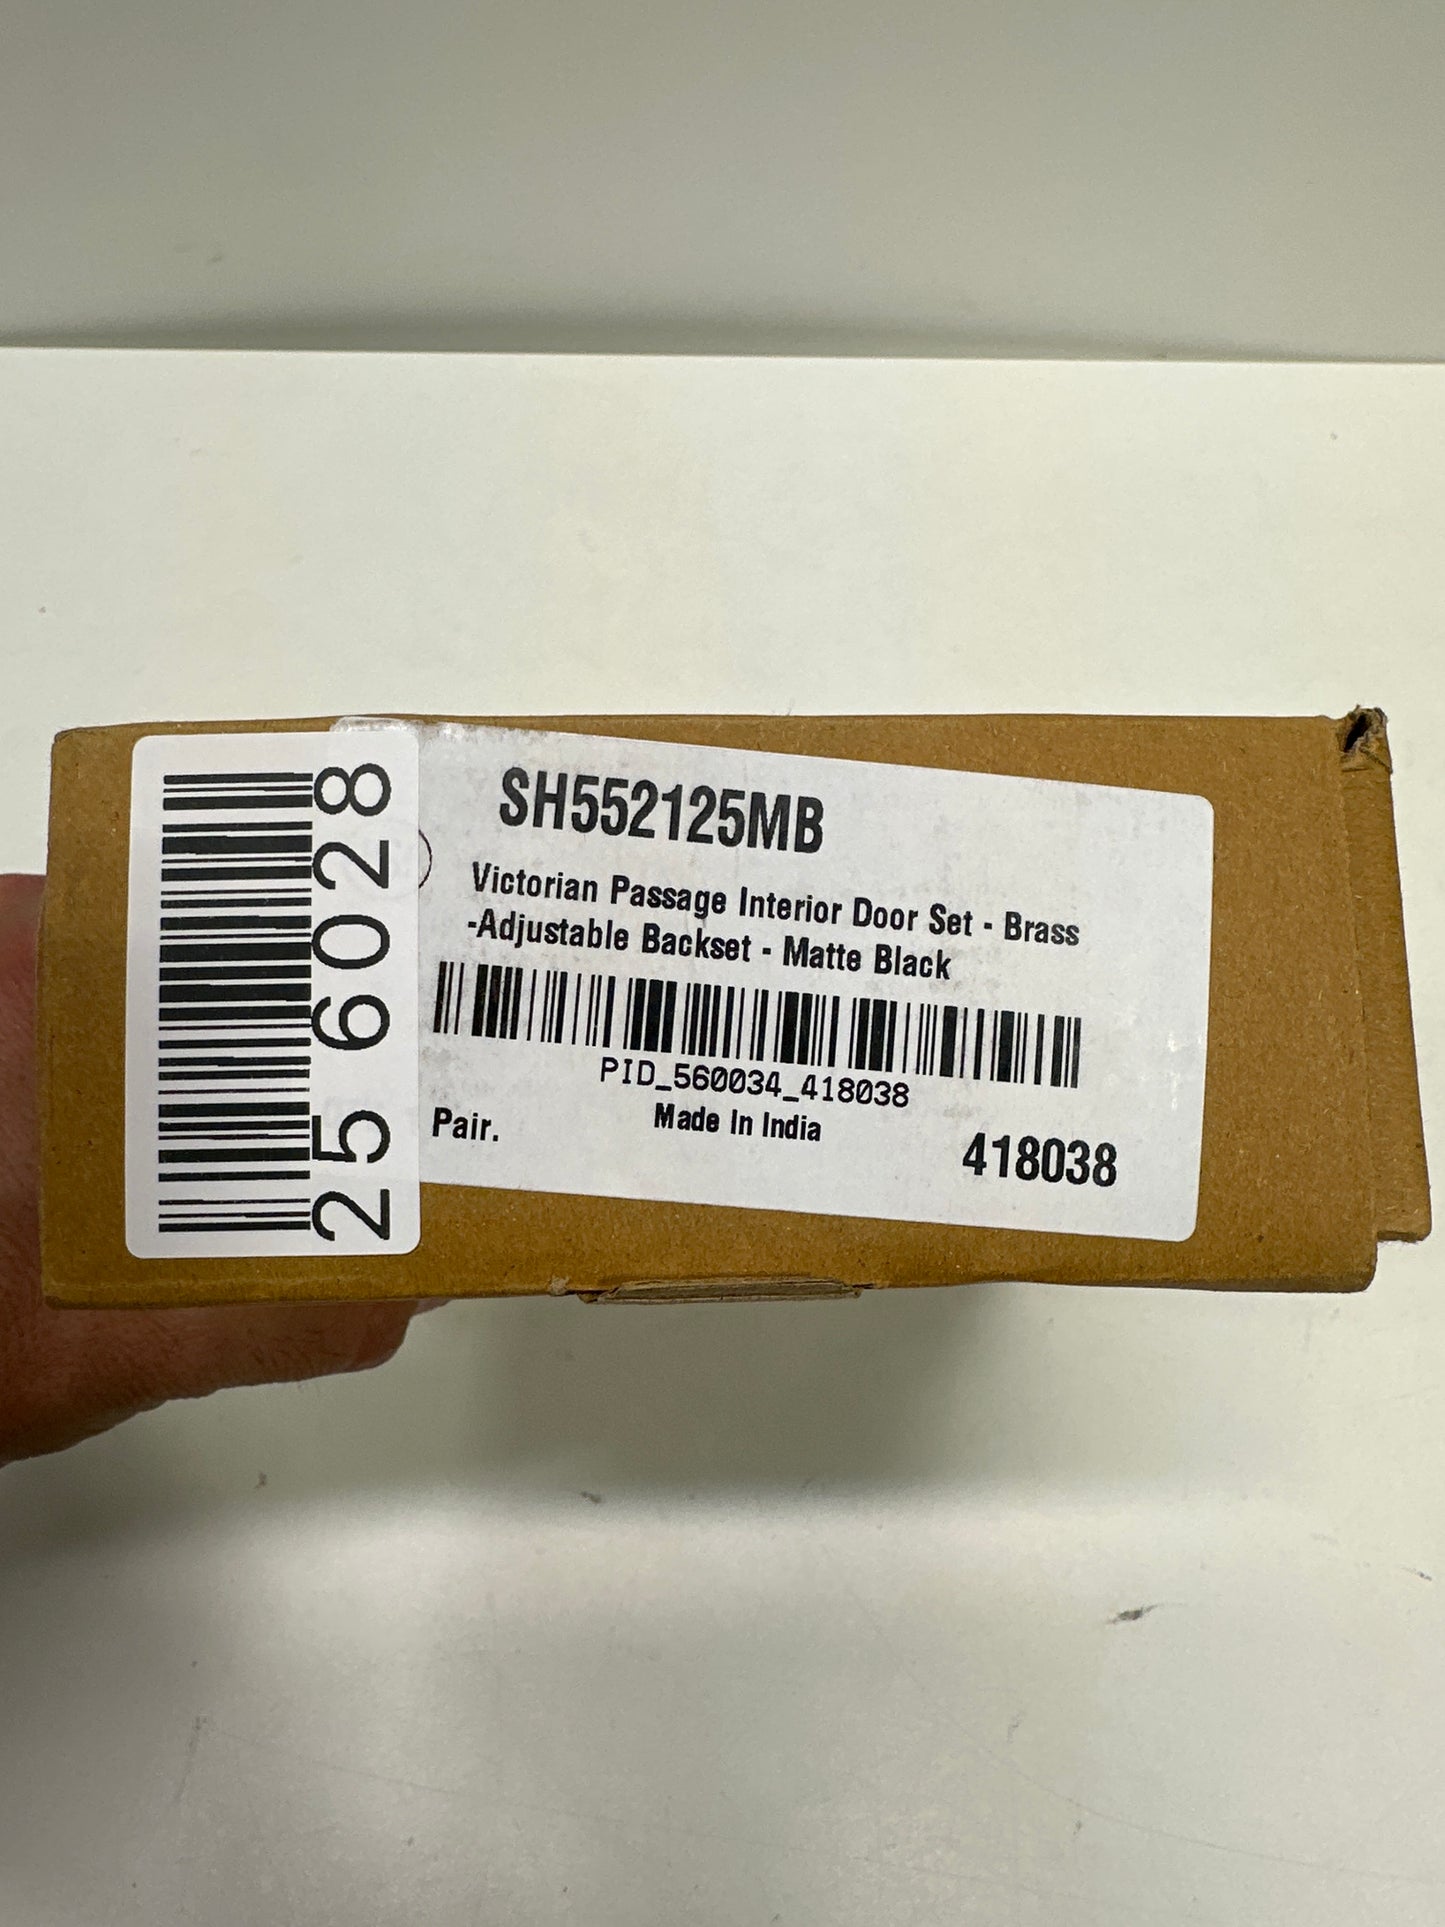 25 6028
SH552125MB
Victorian Passage Interior Door Set - Brass
-Adjustable Backset - Matte Black
PID_560034_418038
Made In India
Pair.
418038